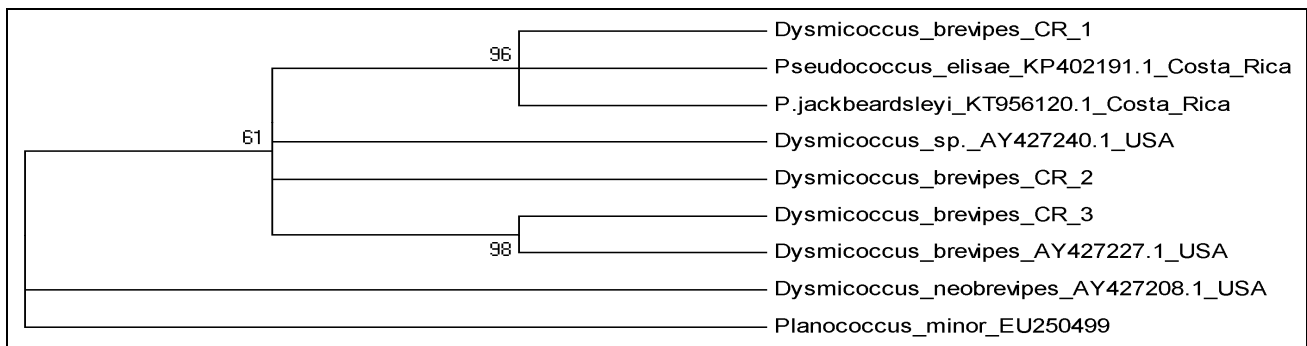 Dysmicoccus_brevipes_CR_1
96
Pseudococcus_elisae_KP402191.1_Costa_Rica
P.jackbeardsleyi_KT956120.1_Costa_Rica
61
Dysmicoccus_sp._AY427240.1_USA
Dysmicoccus_brevipes_CR_2
Dysmicoccus_brevipes_CR_3
98
Dysmicoccus_brevipes_AY427227.1_USA
Dysmicoccus_neobrevipes_AY427208.1_USA
Planococcus_minor_EU250499